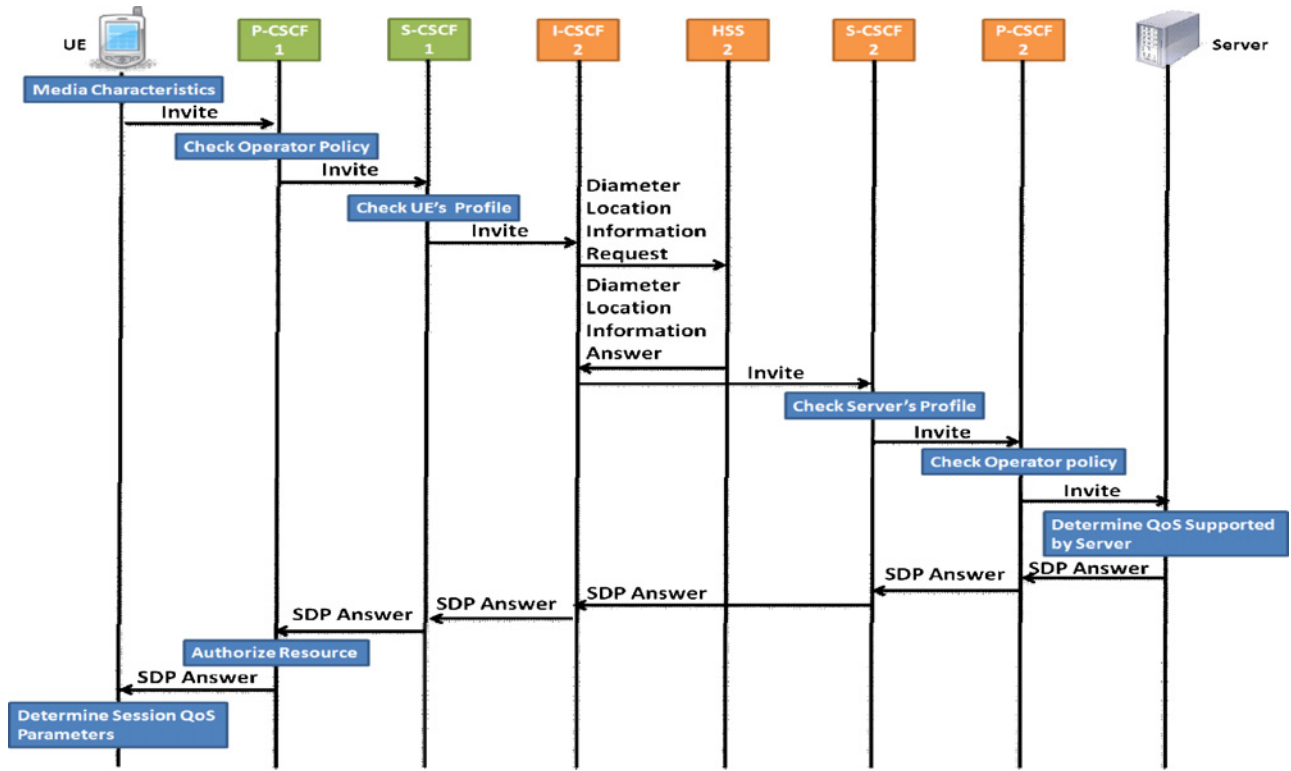 UE
P-CSCF
1
S-CSCF
1
I-CSCF
2
HSS
2
S-CSCF
2
P-CSCF
2
Server
Media Characteristics
Invite
Check Operator Policy
Invite
Check UE's Profile
Invite
Diameter
Location
Information
Request
Diameter
Location
Information
Answer
Invite
Check Server's Profile
Invite
Check Operator policy
Invite
Determine QoS Supported
by Server
SDP Answer
SDP Answer
SDP Answer
SDP Answer
SDP Answer
Authorize Resource
SDP Answer
Determine Session QoS
Parameters